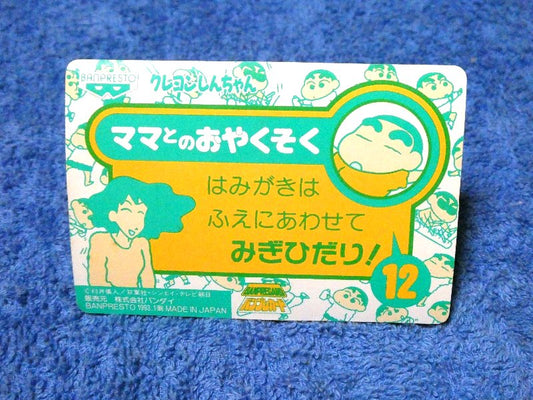 BANPRESTO
クレヨンしんちゃん
ママとのおやくそく
はみがきは
ふえにあわせて
みぎひだり!
12
©臼井儀人/双葉社・シンエイ・テレビ朝日
販売元 株式会社バンダイ
BANPRESTO 1993 MADE IN JAPAN